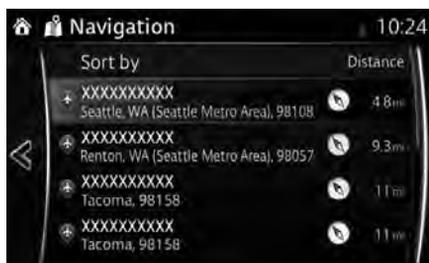 Navigation 10:24
Sort by Distance
XXXXXXXXXX
Seattle, WA (Seattle Metro Area), 98108 4.8mi
XXXXXXXXXX
Renton, WA (Seattle Metro Area), 98057 9.3mi
XXXXXXXXXX
Tacoma, 98158 11mi
XXXXXXXXXX
Tacoma, 98158 11mi